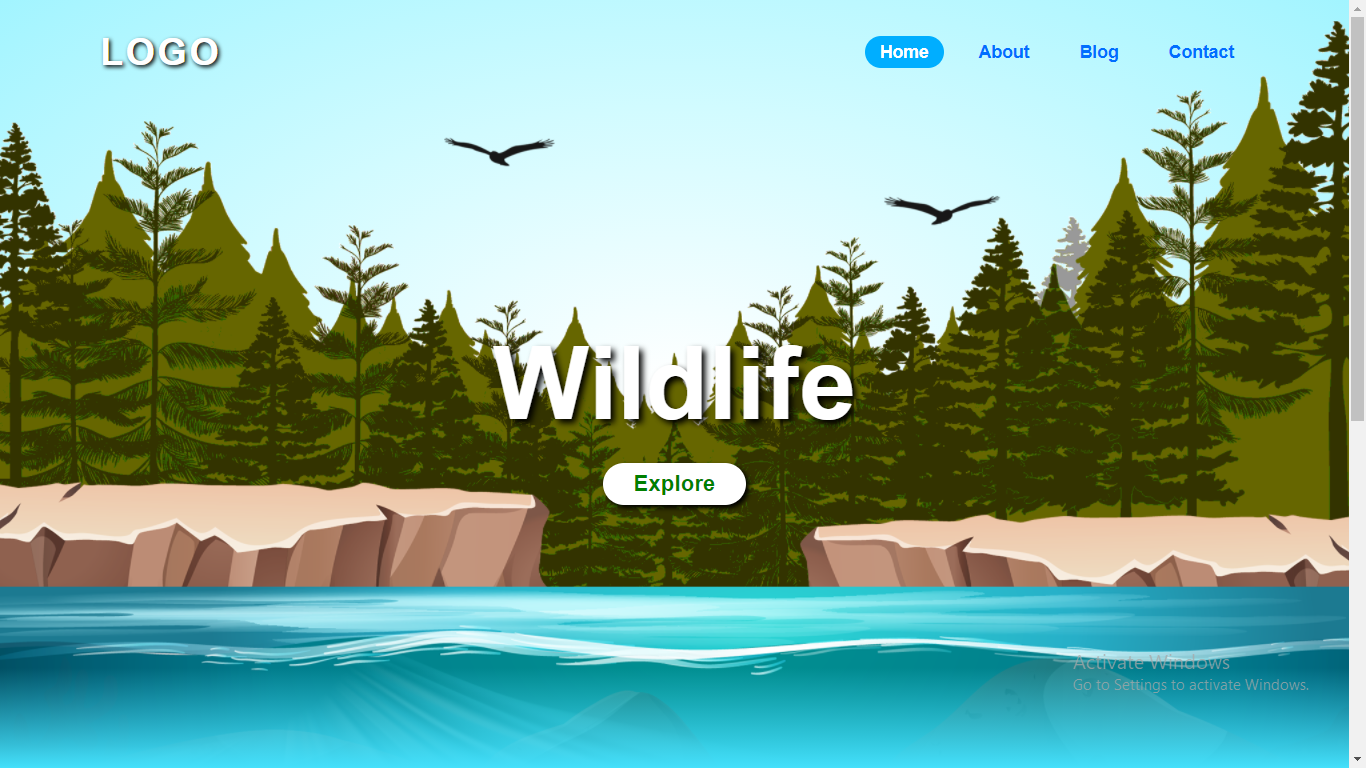 LOGO
Home About Blog Contact
Wildlife
Explore
Activate Windows
Go to Settings to activate Windows.